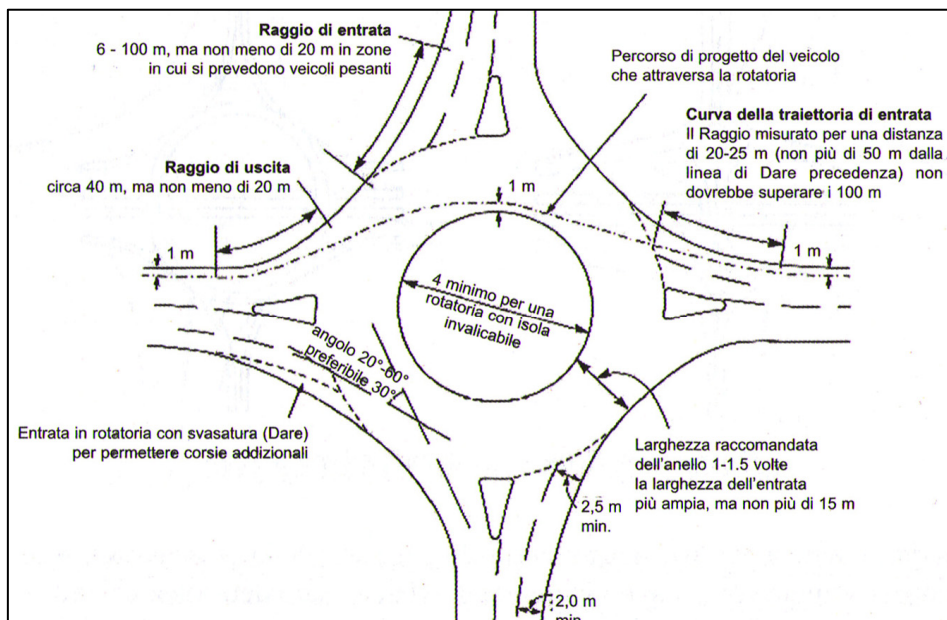 Raggio di entrata
6 - 100 m, ma non meno di 20 m in zone
in cui si prevedono veicoli pesanti
Percorso di progetto del veicolo
che attraversa la rotatoria
Curva della traiettoria di entrata
Il Raggio misurato per una distanza
di 20-25 m (non più di 50 m dalla
linea di Dare precedenza) non
dovrebbe superare i 100 m
Raggio di uscita
circa 40 m, ma non meno di 20 m
1 m
1 m
1 m
4 minimo per una
rotatoria con isola
invalicabile
angolo 20°-60°
preferibile 30°
Entrata in rotatoria con svasatura (Dare)
per permettere corsie addizionali
Larghezza raccomandata
dell'anello 1-1.5 volte
la larghezza dell'entrata
più ampia, ma non più di 15 m
2,5 m
min.
2,0 m
min